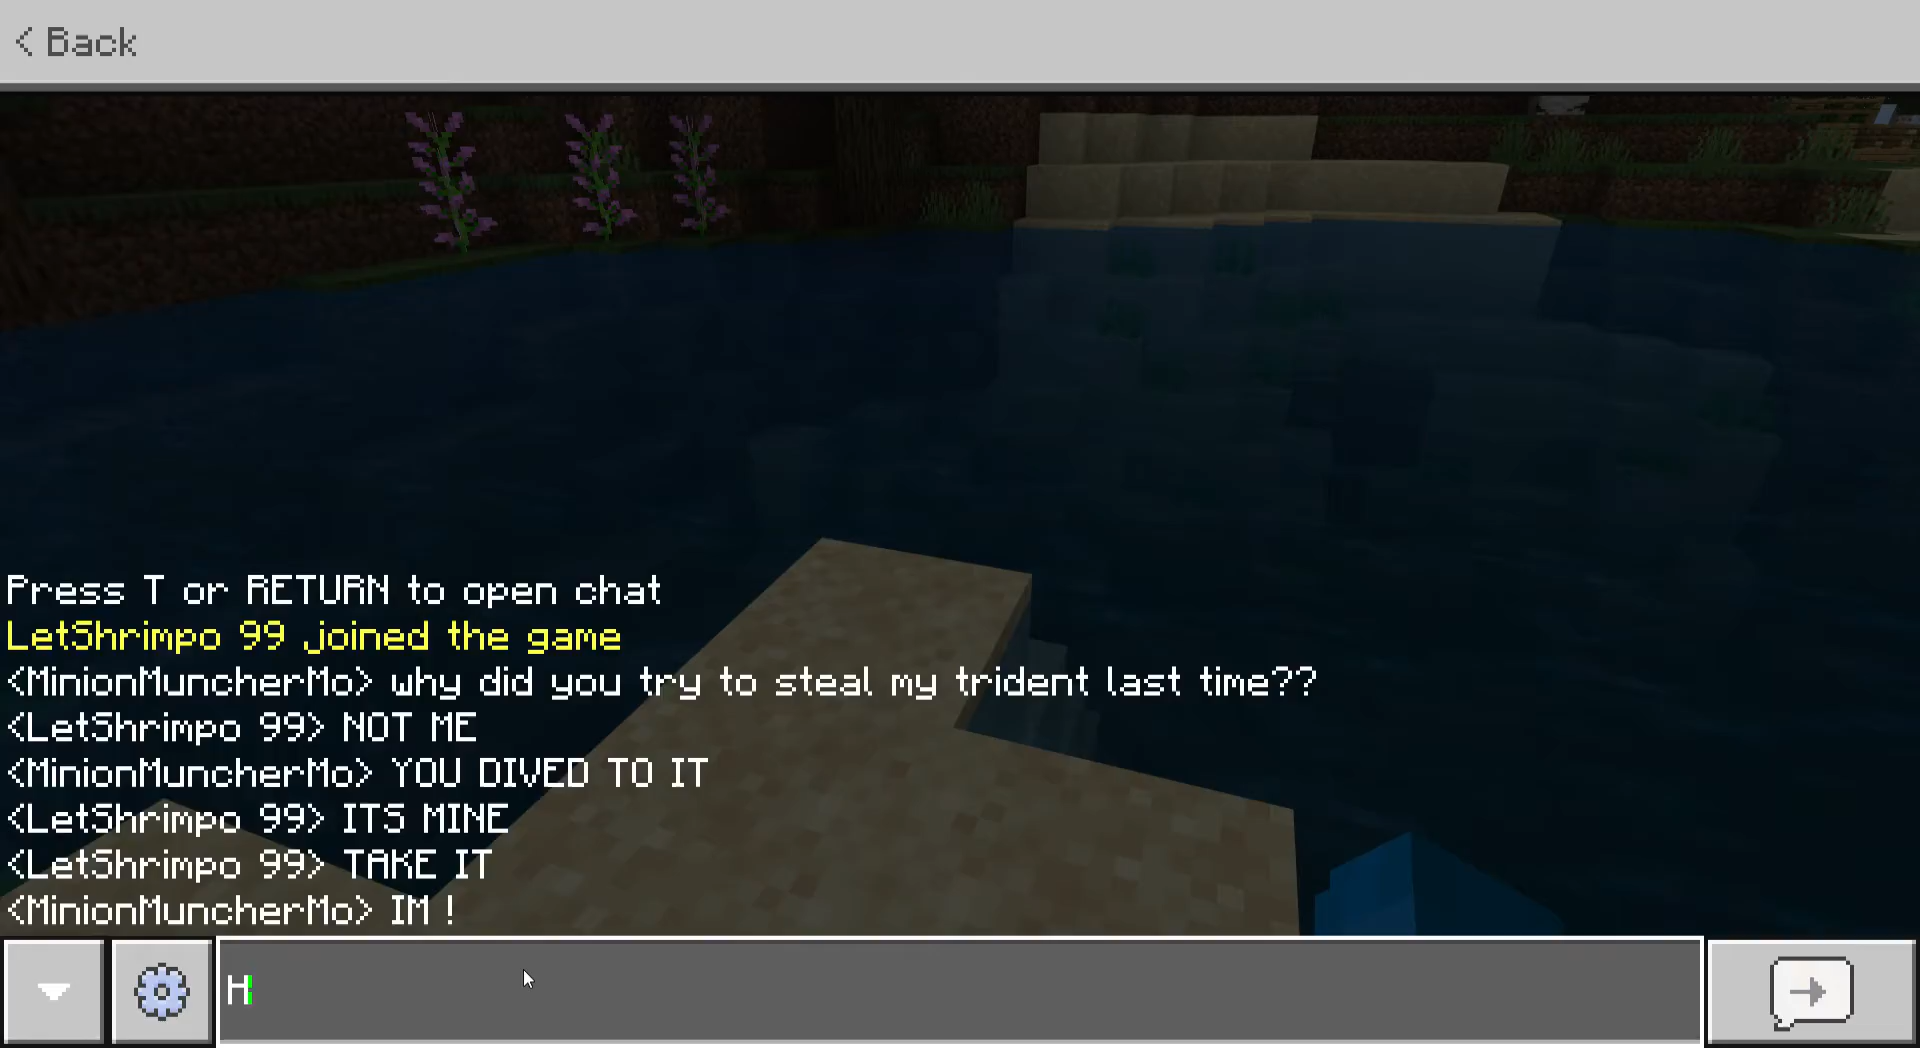 < Back
Press T or RETURN to open chat
LetShrimpo 99 joined the game
<MinionMuncherMo> why did you try to steal my trident last time??
<LetShrimpo 99> NOT ME
<MinionMuncherMo> YOU DIVED TO IT
<LetShrimpo 99> ITS MINE
<LetShrimpo 99> TAKE IT
<MinionMuncherMo> IM !
H